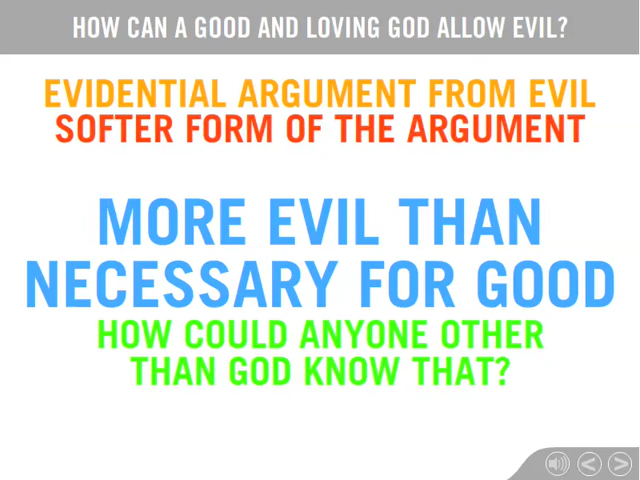 HOW CAN A GOOD AND LOVING GOD ALLOW EVIL?
EVIDENTIAL ARGUMENT FROM EVIL
SOFTER FORM OF THE ARGUMENT
MORE EVIL THAN
NECESSARY FOR GOOD
HOW COULD ANYONE OTHER
THAN GOD KNOW THAT?